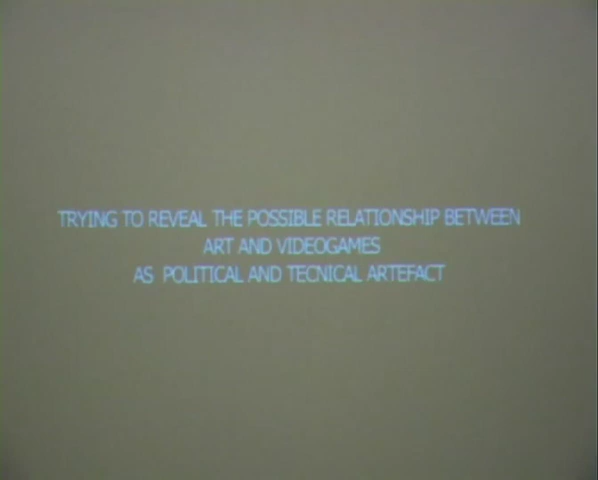 TRYING TO REVEAL THE POSSIBLE RELATIONSHIP BETWEEN
ART AND VIDEOGAMES
AS POLITICAL AND TECNICAL ARTEFACT